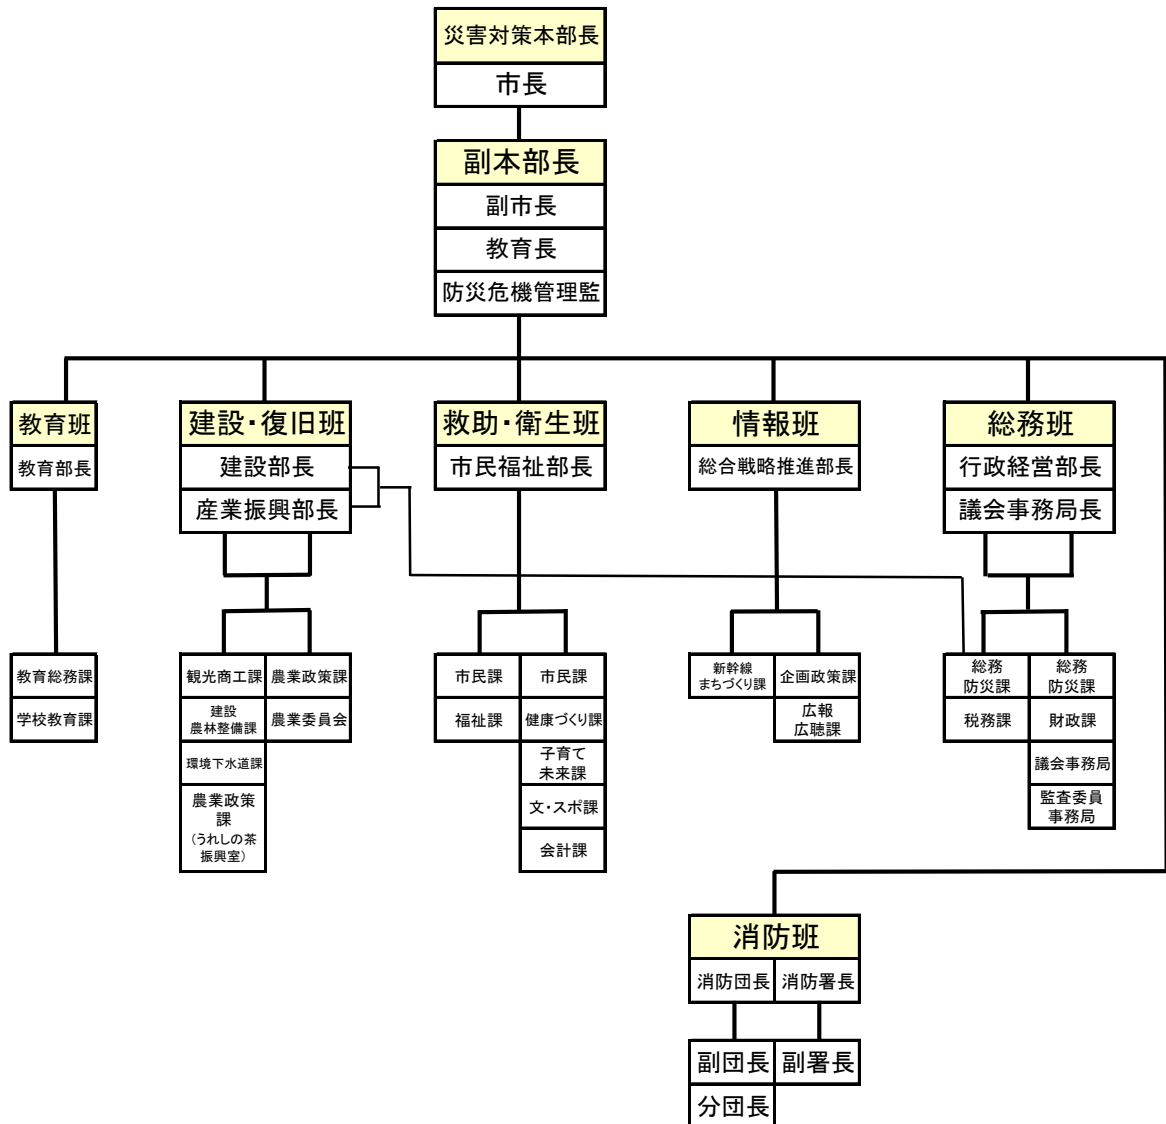 災害対策本部長
市長
副本部長
副市長
教育長
防災危機管理監
教育班
教育部長
教育総務課
学校教育課
建設・復旧班
建設部長
産業振興部長
観光商工課
建設
農林整備課
環境下水道課
農業政策
課
(うれしの茶
振興室)
農業政策課
農業委員会
救助・衛生班
市民福祉部長
市民課
福祉課
市民課
健康づくり課
子育て
未来課
文・スポ課
会計課
情報班
総合戦略推進部長
新幹線
まちづくり課
企画政策課
広報
広聴課
総務班
行政経営部長
議会事務局長
総務
防災課
税務課
総務
防災課
財政課
議会事務局
監査委員
事務局
消防班
消防団長
消防署長
副団長
分団長
副署長